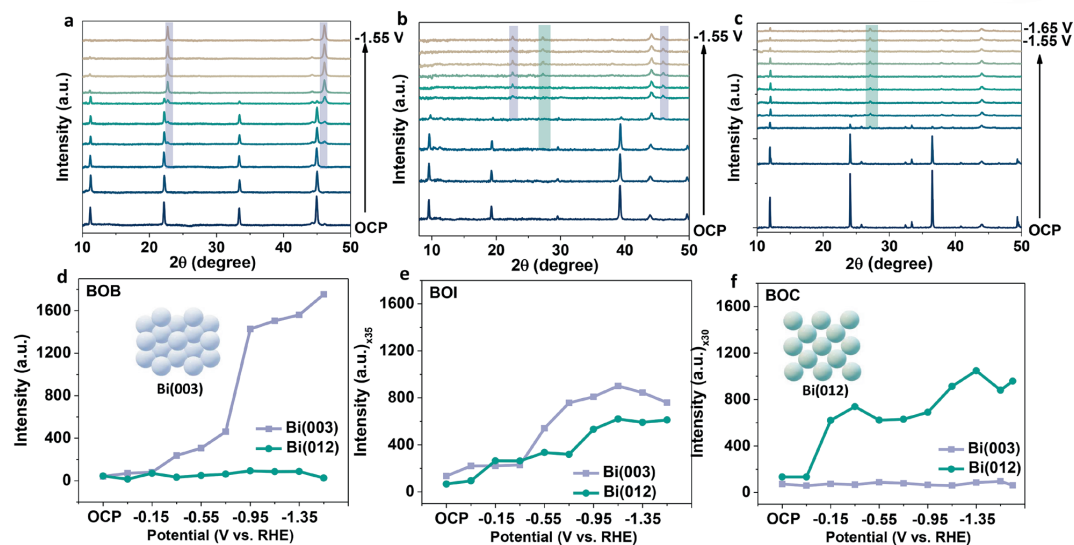 a
-1.55 V
OCP
Intensity (a.u.)
10 20 30 40 50
2θ (degree)
b
-1.55 V
OCP
Intensity (a.u.)
10 20 30 40 50
2θ (degree)
c
-1.65 V
-1.55 V
OCP
Intensity (a.u.)
10 20 30 40 50
2θ (degree)
d
BOB
Bi(003)
Bi(003)
Bi(012)
Intensity (a.u.)
1600
1200
800
400
0
OCP -0.15 -0.55 -0.95 -1.35
Potential (V vs. RHE)
e
BOI
Bi(003)
Bi(012)
Intensity (a.u.)x35
1600
1200
800
400
0
OCP -0.15 -0.55 -0.95 -1.35
Potential (V vs. RHE)
f
BOC
Bi(012)
Bi(003)
Bi(012)
Intensity (a.u.)x30
1600
1200
800
400
0
OCP -0.15 -0.55 -0.95 -1.35
Potential (V vs. RHE)